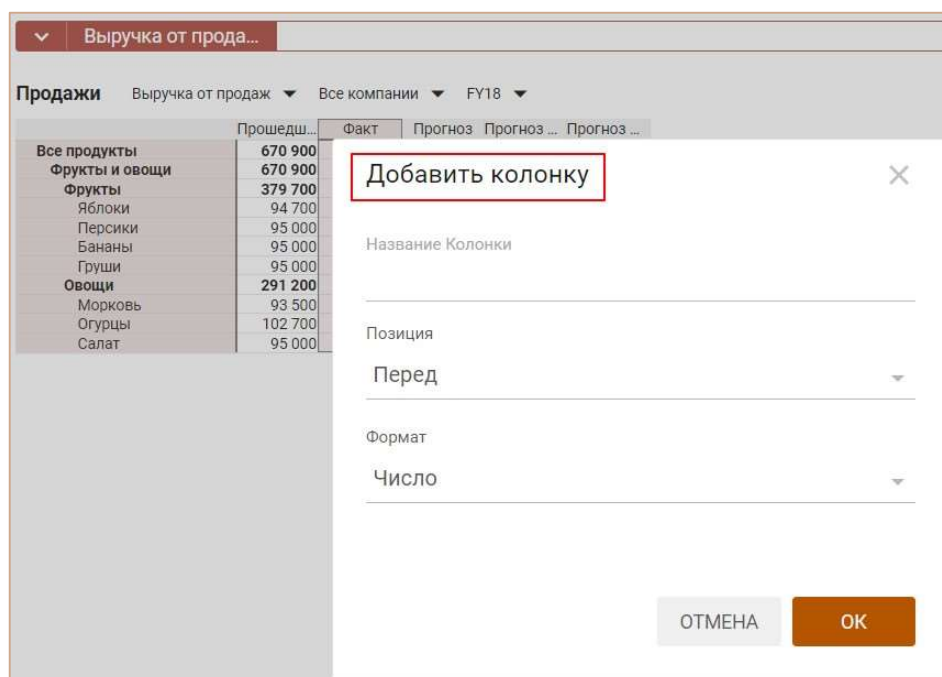 Выручка от прода...
Продажи Выручка от продаж Все компании FY18
Прошедш... Факт Прогноз Прогноз ... Прогноз ...
Все продукты 670 900
Фрукты и овощи 670 900
Фрукты 379 700
Яблоки 94 700
Персики 95 000
Бананы 95 000
Груши 95 000
Овощи 291 200
Морковь 93 500
Огурцы 102 700
Салат 95 000
Добавить колонку
Название Колонки
Позиция
Перед
Формат
Число
ОТМЕНА ОК